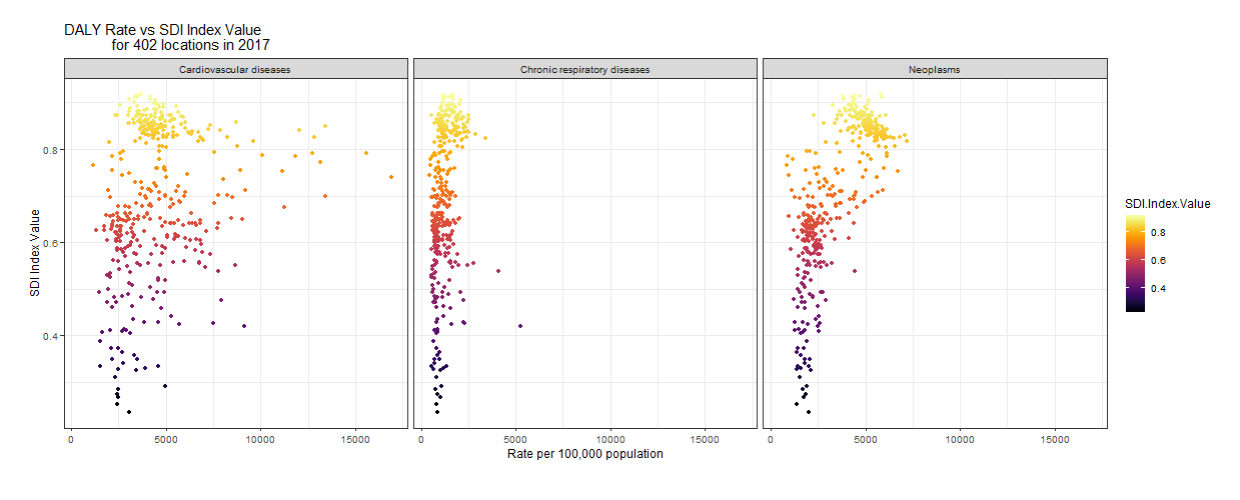 DALY Rate vs SDI Index Value
for 402 locations in 2017
Cardiovascular diseases
Chronic respiratory diseases
Neoplasms
SDI Index Value
0.8
0.6
0.4
0 5000 10000 15000
0 5000 10000 15000
0 5000 10000 15000
Rate per 100,000 population
SDI.Index.Value
0.8
0.6
0.4